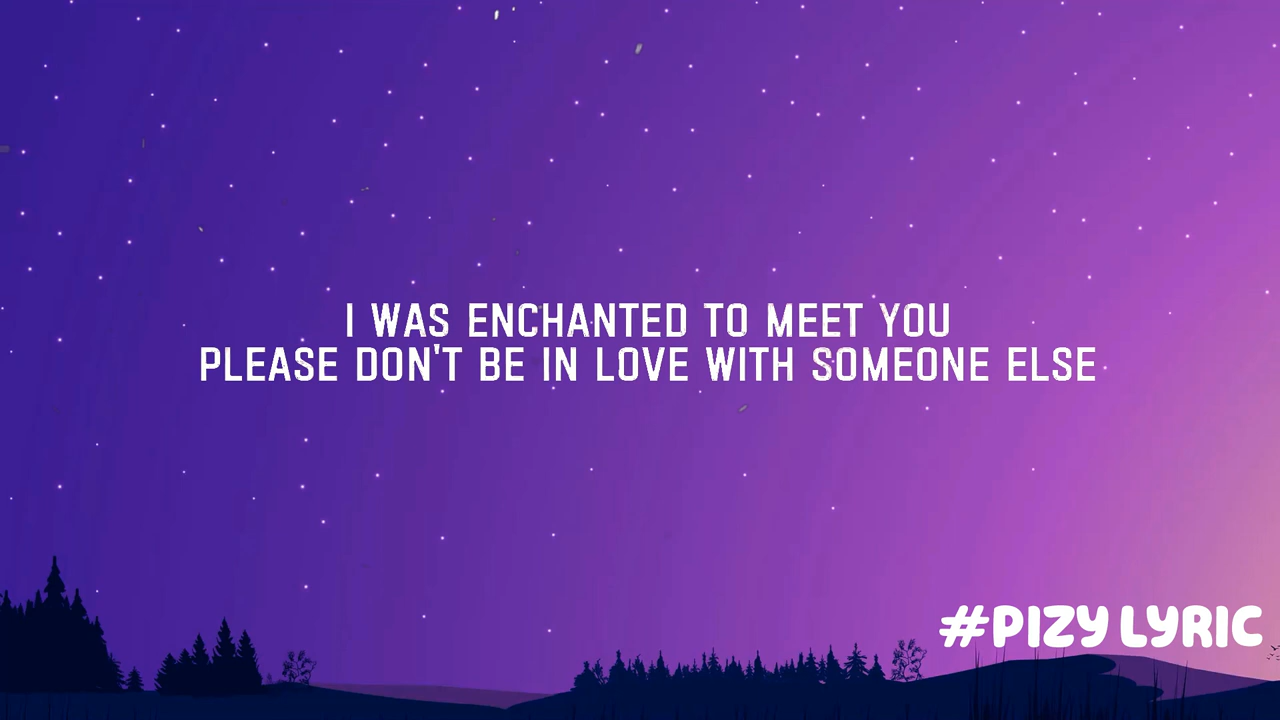 I WAS ENCHANTED TO MEET YOU
PLEASE DON'T BE IN LOVE WITH SOMEONE ELSE
#PIZY LYRIC